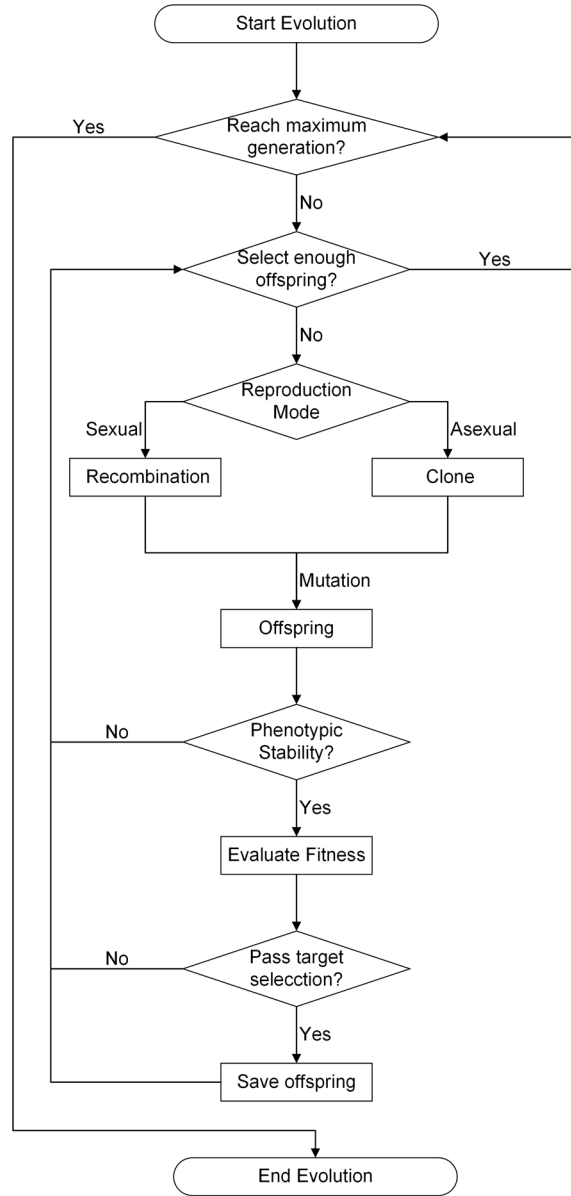 Start Evolution
Yes
Reach maximum
generation?
No
Select enough
offspring?
Yes
No
Reproduction
Mode
Sexual
Asexual
Recombination
Clone
Mutation
Offspring
No
Phenotypic
Stability?
Yes
Evaluate Fitness
No
Pass target
selecction?
Yes
Save offspring
End Evolution